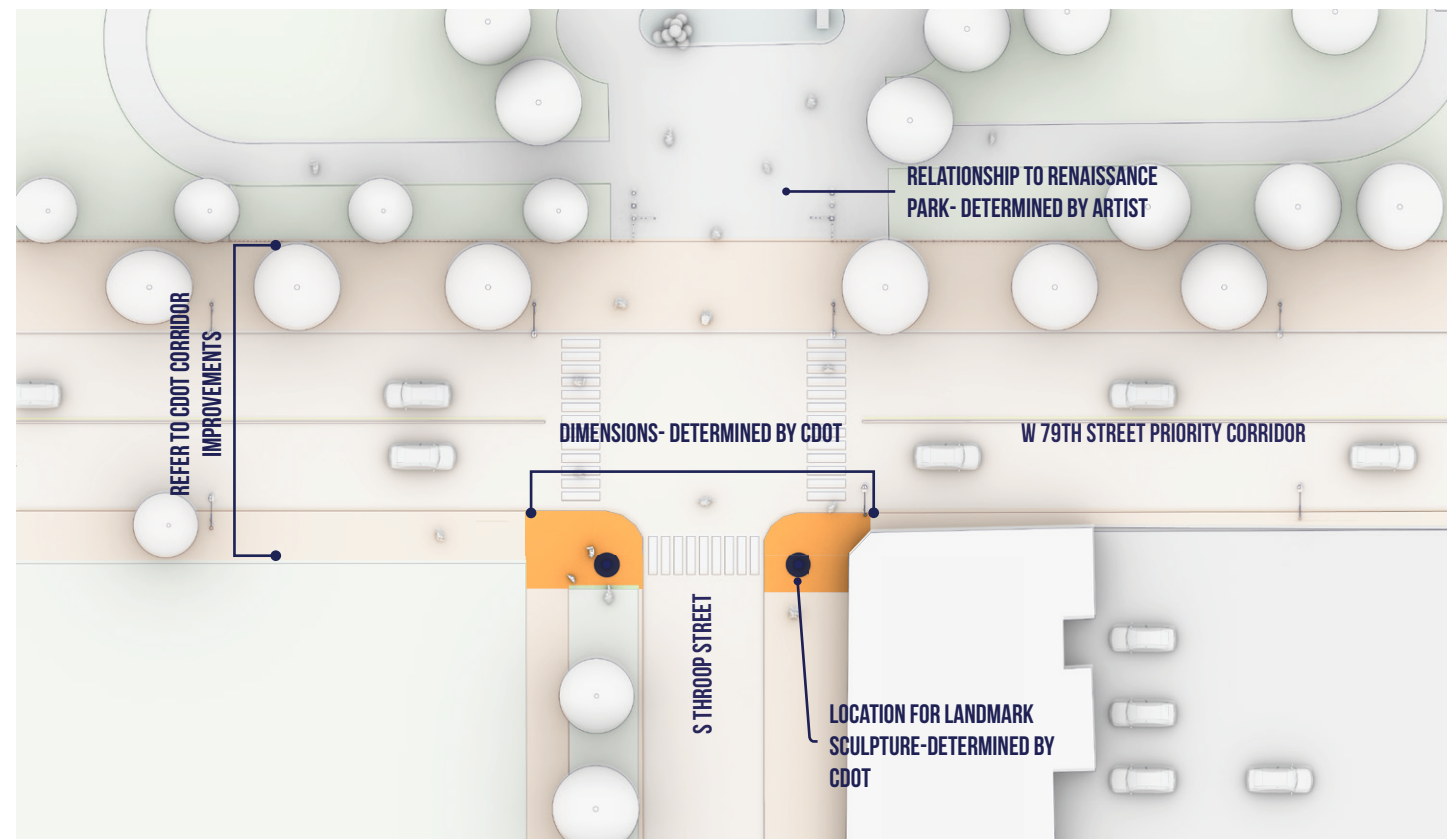 RELATIONSHIP TO RENAISSANCE
PARK- DETERMINED BY ARTIST
REFER TO CDOT CORRIDOR
IMPROVEMENTS
DIMENSIONS- DETERMINED BY CDOT
W 79TH STREET PRIORITY CORRIDOR
S THROOP STREET
LOCATION FOR LANDMARK
SCULPTURE-DETERMINED BY
CDOT